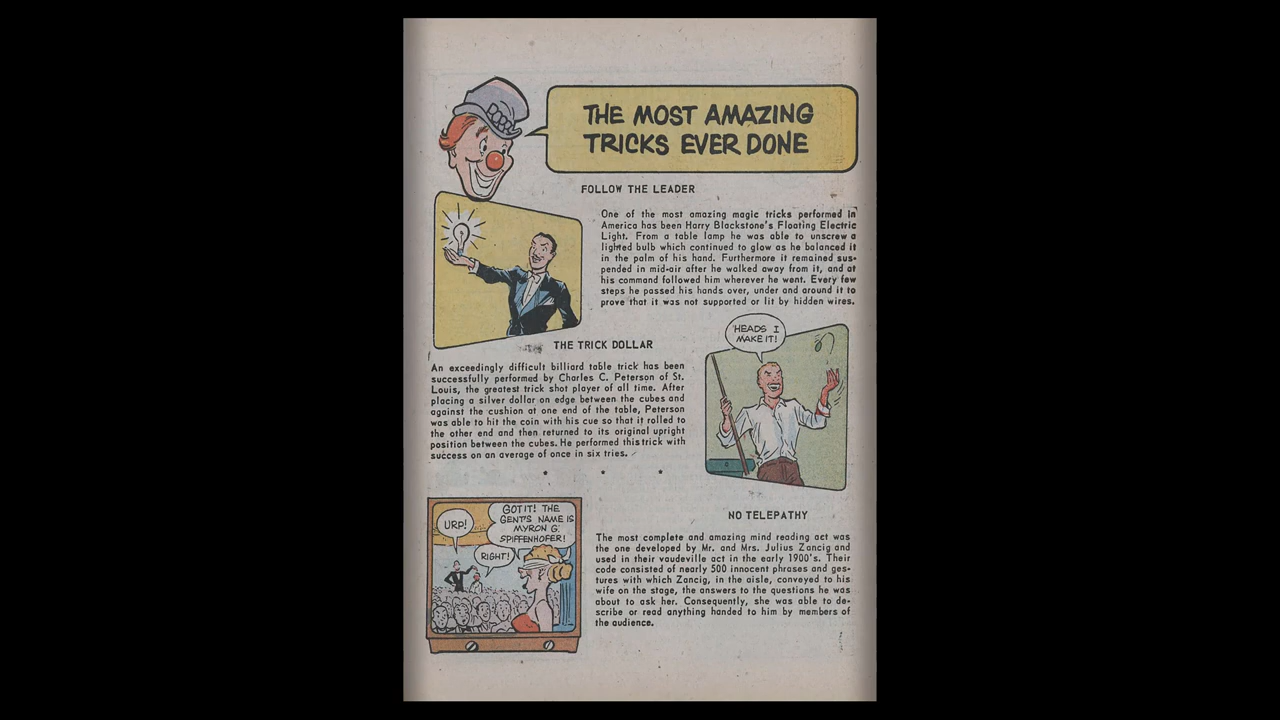 THE MOST AMAZING
TRICKS EVER DONE
FOLLOW THE LEADER
One of the most amazing magic tricks performed in
America has been Harry Blackstone's Floating Electric
Light. From a table lamp he was able to unscrew a
lighted bulb which continued to glow as he balanced it
in the palm of his hand. Furthermore it remained sus-
pended in mid-air after he walked away from it, and at
his command followed him wherever he went. Every few
steps he passed his hands over, under and around it to
prove that it was not supported or lit by hidden wires.
THE TRICK DOLLAR
An exceedingly difficult billiard table trick has been
successfully performed by Charles C. Peterson of St.
Louis, the greatest trick shot player of all time. After
placing a silver dollar on edge between the cubes and
against the cushion at one end of the table, Peterson
was able to hit the coin with his cue so that it rolled to
the other end and then returned to its original upright
position between the cubes. He performed this trick with
success on an average of once in six tries.
HEADS I
MAKE IT!
* * *
URP!
GOT IT! THE
GENT'S NAME IS
MYRON G.
SPIFFENHOFER!
RIGHT!
NO TELEPATHY
The most complete and amazing mind reading act was
the one developed by Mr. and Mrs. Julius Zancig and
used in their vaudeville act in the early 1900's. Their
code consisted of nearly 500 innocent phrases and ges-
tures with which Zancig, in the aisle, conveyed to his
wife on the stage, the answers to the questions he was
about to ask her. Consequently, she was able to de-
scribe or read anything handed to him by members of
the audience.